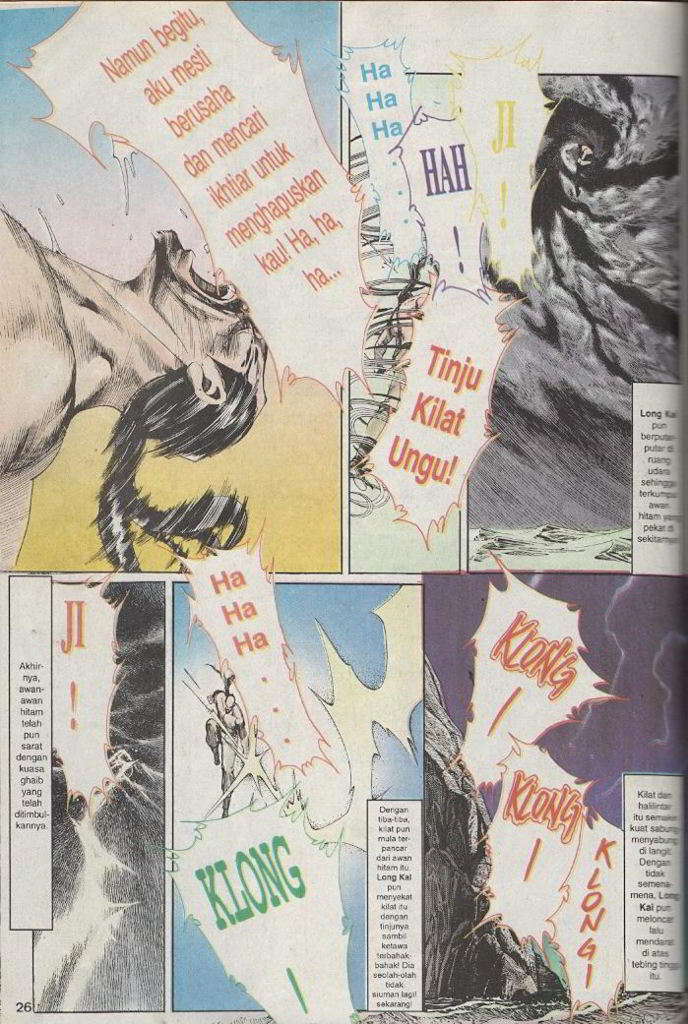 Namun begitu,
aku mesti
berusaha
dan mencari
ikhtiar untuk
menghapuskan
kau! Ha, ha,
ha...
Ha
Ha
Ha
.
.
.
HAH
!
JI
!
Tinju
Kilat
Ungu!
Long Kai
pun
berputar-
putar di
ruang
udara
sehingga
terkumpul
awan
hitam yang
pekat di
sekitarnya.
Akhir-
nya,
awan-
awan
hitam
telah
pun
sarat
dengan
kuasa
ghaib
yang
telah
ditimbul-
kannya.
JI
!
Ha
Ha
Ha
.
.
.
KLONG
!
Dengan
tiba-tiba,
kilat pun
mula ter-
pancar
dari awan
hitam itu.
Long Kai
pun
menyekat
kilat itu
dengan
tinjunya
sambil
ketawa
terbahak-
bahak! Dia
seolah-olah
tidak
siuman lagi
sekarang!
KLONG
!
KLONG
!
KLONG!
Kilat dan
halilintar
itu semakin
kuat sabung-
menyabung
di langit.
Dengan
tidak
semena-
mena, Long
Kai pun
meloncat
lalu
mendarat
di atas
tebing tinggi
itu.
26